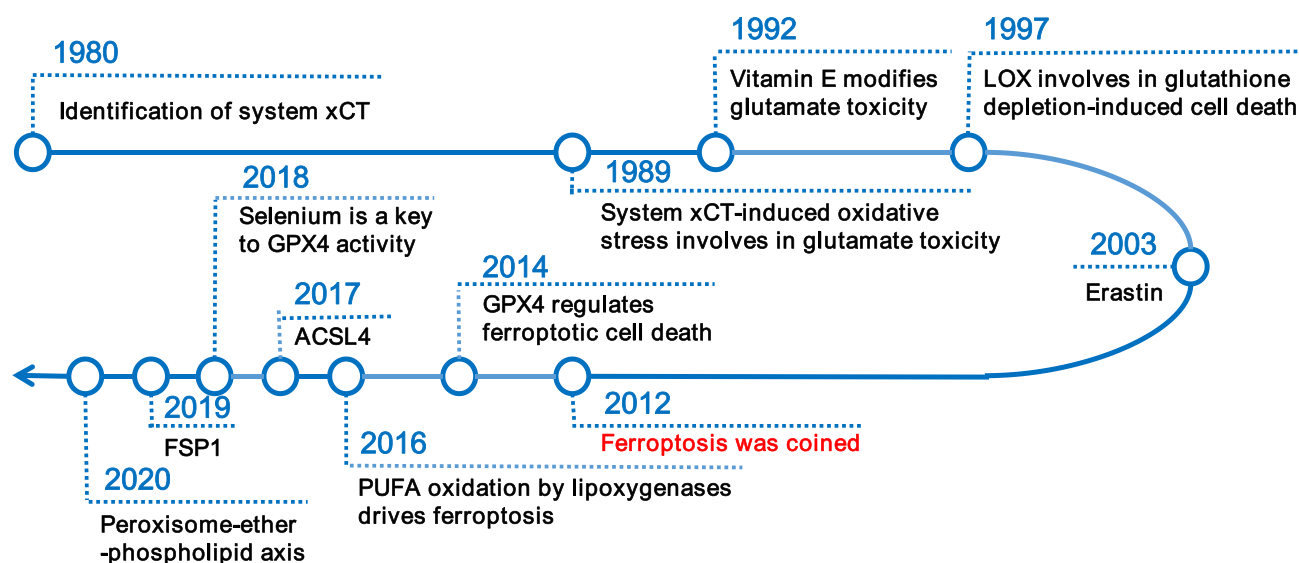 1980
Identification of system xCT
1989
System xCT-induced oxidative
stress involves in glutamate toxicity
1992
Vitamin E modifies
glutamate toxicity
1997
LOX involves in glutathione
depletion-induced cell death
2003
Erastin
2012
Ferroptosis was coined
2014
GPX4 regulates
ferroptotic cell death
2016
PUFA oxidation by lipoxygenases
drives ferroptosis
2017
ACSL4
2018
Selenium is a key
to GPX4 activity
2019
FSP1
2020
Peroxisome-ether
-phospholipid axis